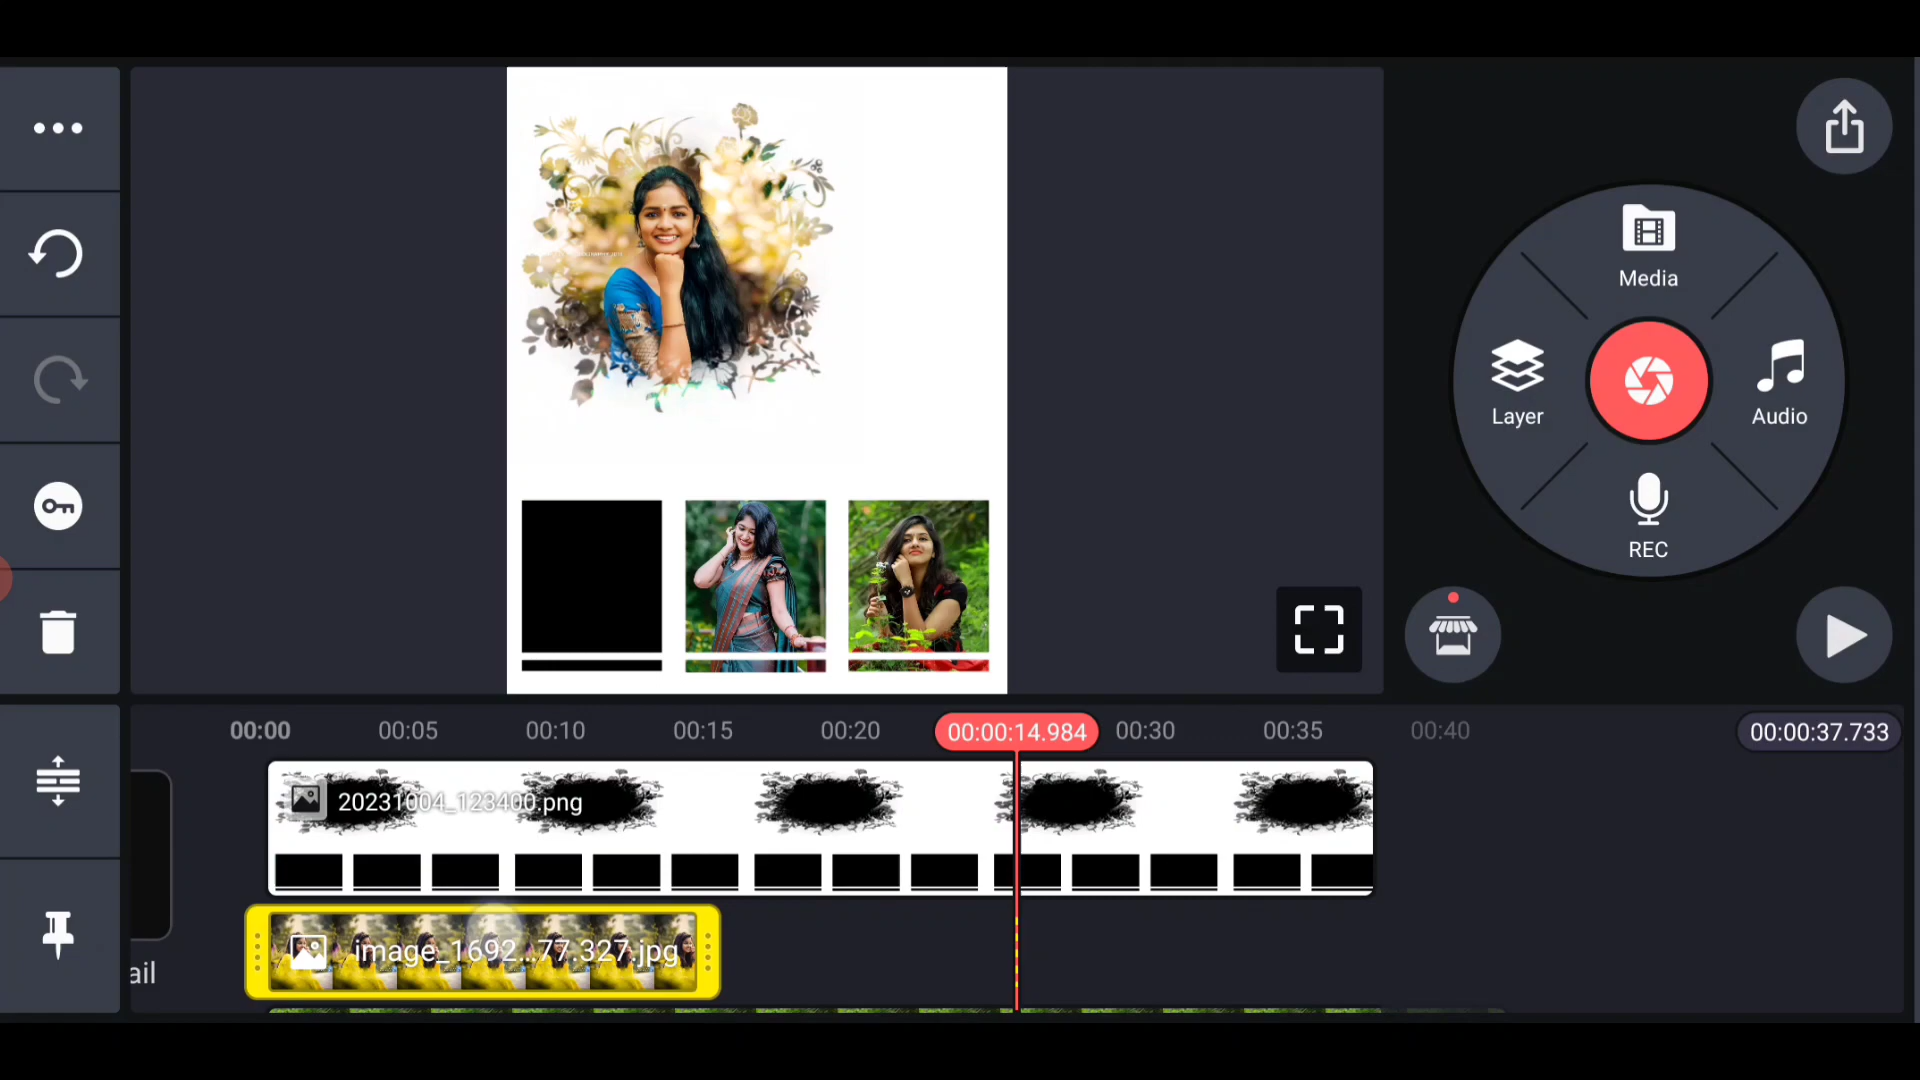 Media
Layer
Audio
REC
00:00
00:05
00:10
00:15
00:20
00:00:14.984
00:30
00:35
00:40
00:00:37.733
20231004_123400.png
image_1692...77.327.jpg
ail